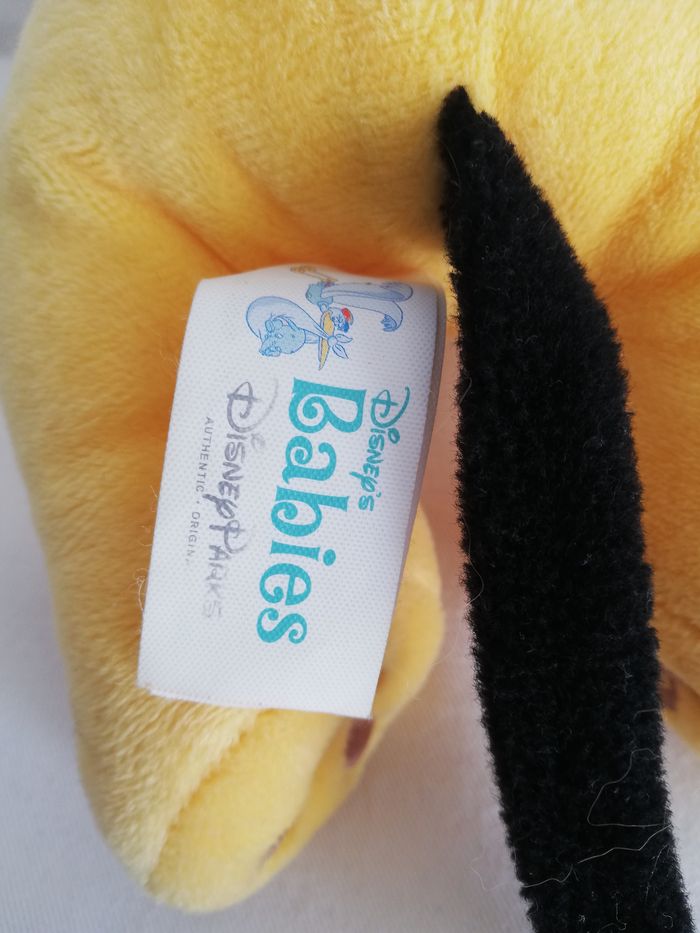 Disney's
Babies
Disney Parks
AUTHENTIC • ORIGIN